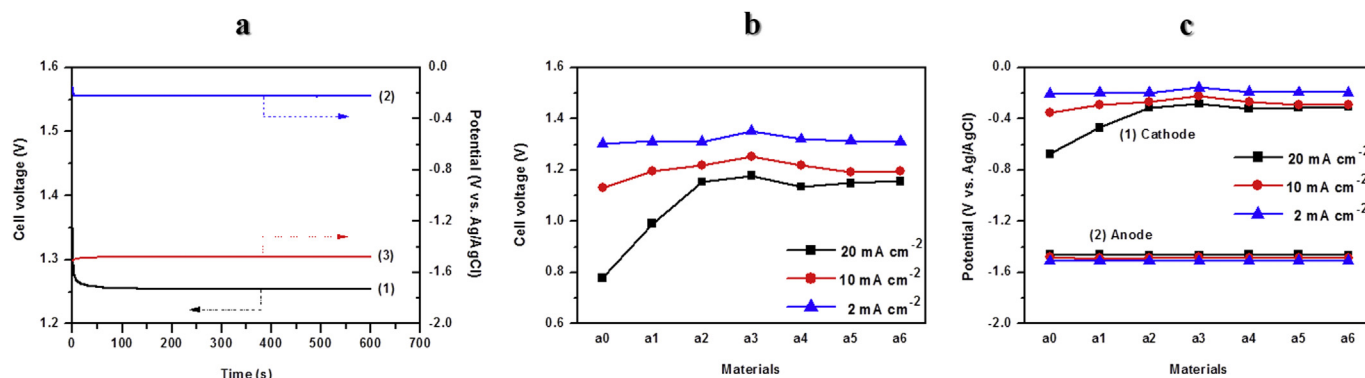 a
1.6
1.5
1.4
1.3
1.2
Cell voltage (V)
0.0
-0.4
-0.8
-1.2
-1.6
-2.0
Potential (V vs. Ag/AgCl)
(2)
(3)
(1)
0 100 200 300 400 500 600 700
Time (s)
b
1.6
1.4
1.2
1.0
0.8
0.6
Cell voltage (V)
20 mA cm-2
10 mA cm-2
2 mA cm-2
a0 a1 a2 a3 a4 a5 a6
Materials
c
0.0
-0.4
-0.8
-1.2
-1.6
-2.0
Potential (V vs. Ag/AgCl)
(1) Cathode
20 mA cm-2
10 mA cm-2
2 mA cm-2
(2) Anode
a0 a1 a2 a3 a4 a5 a6
Materials